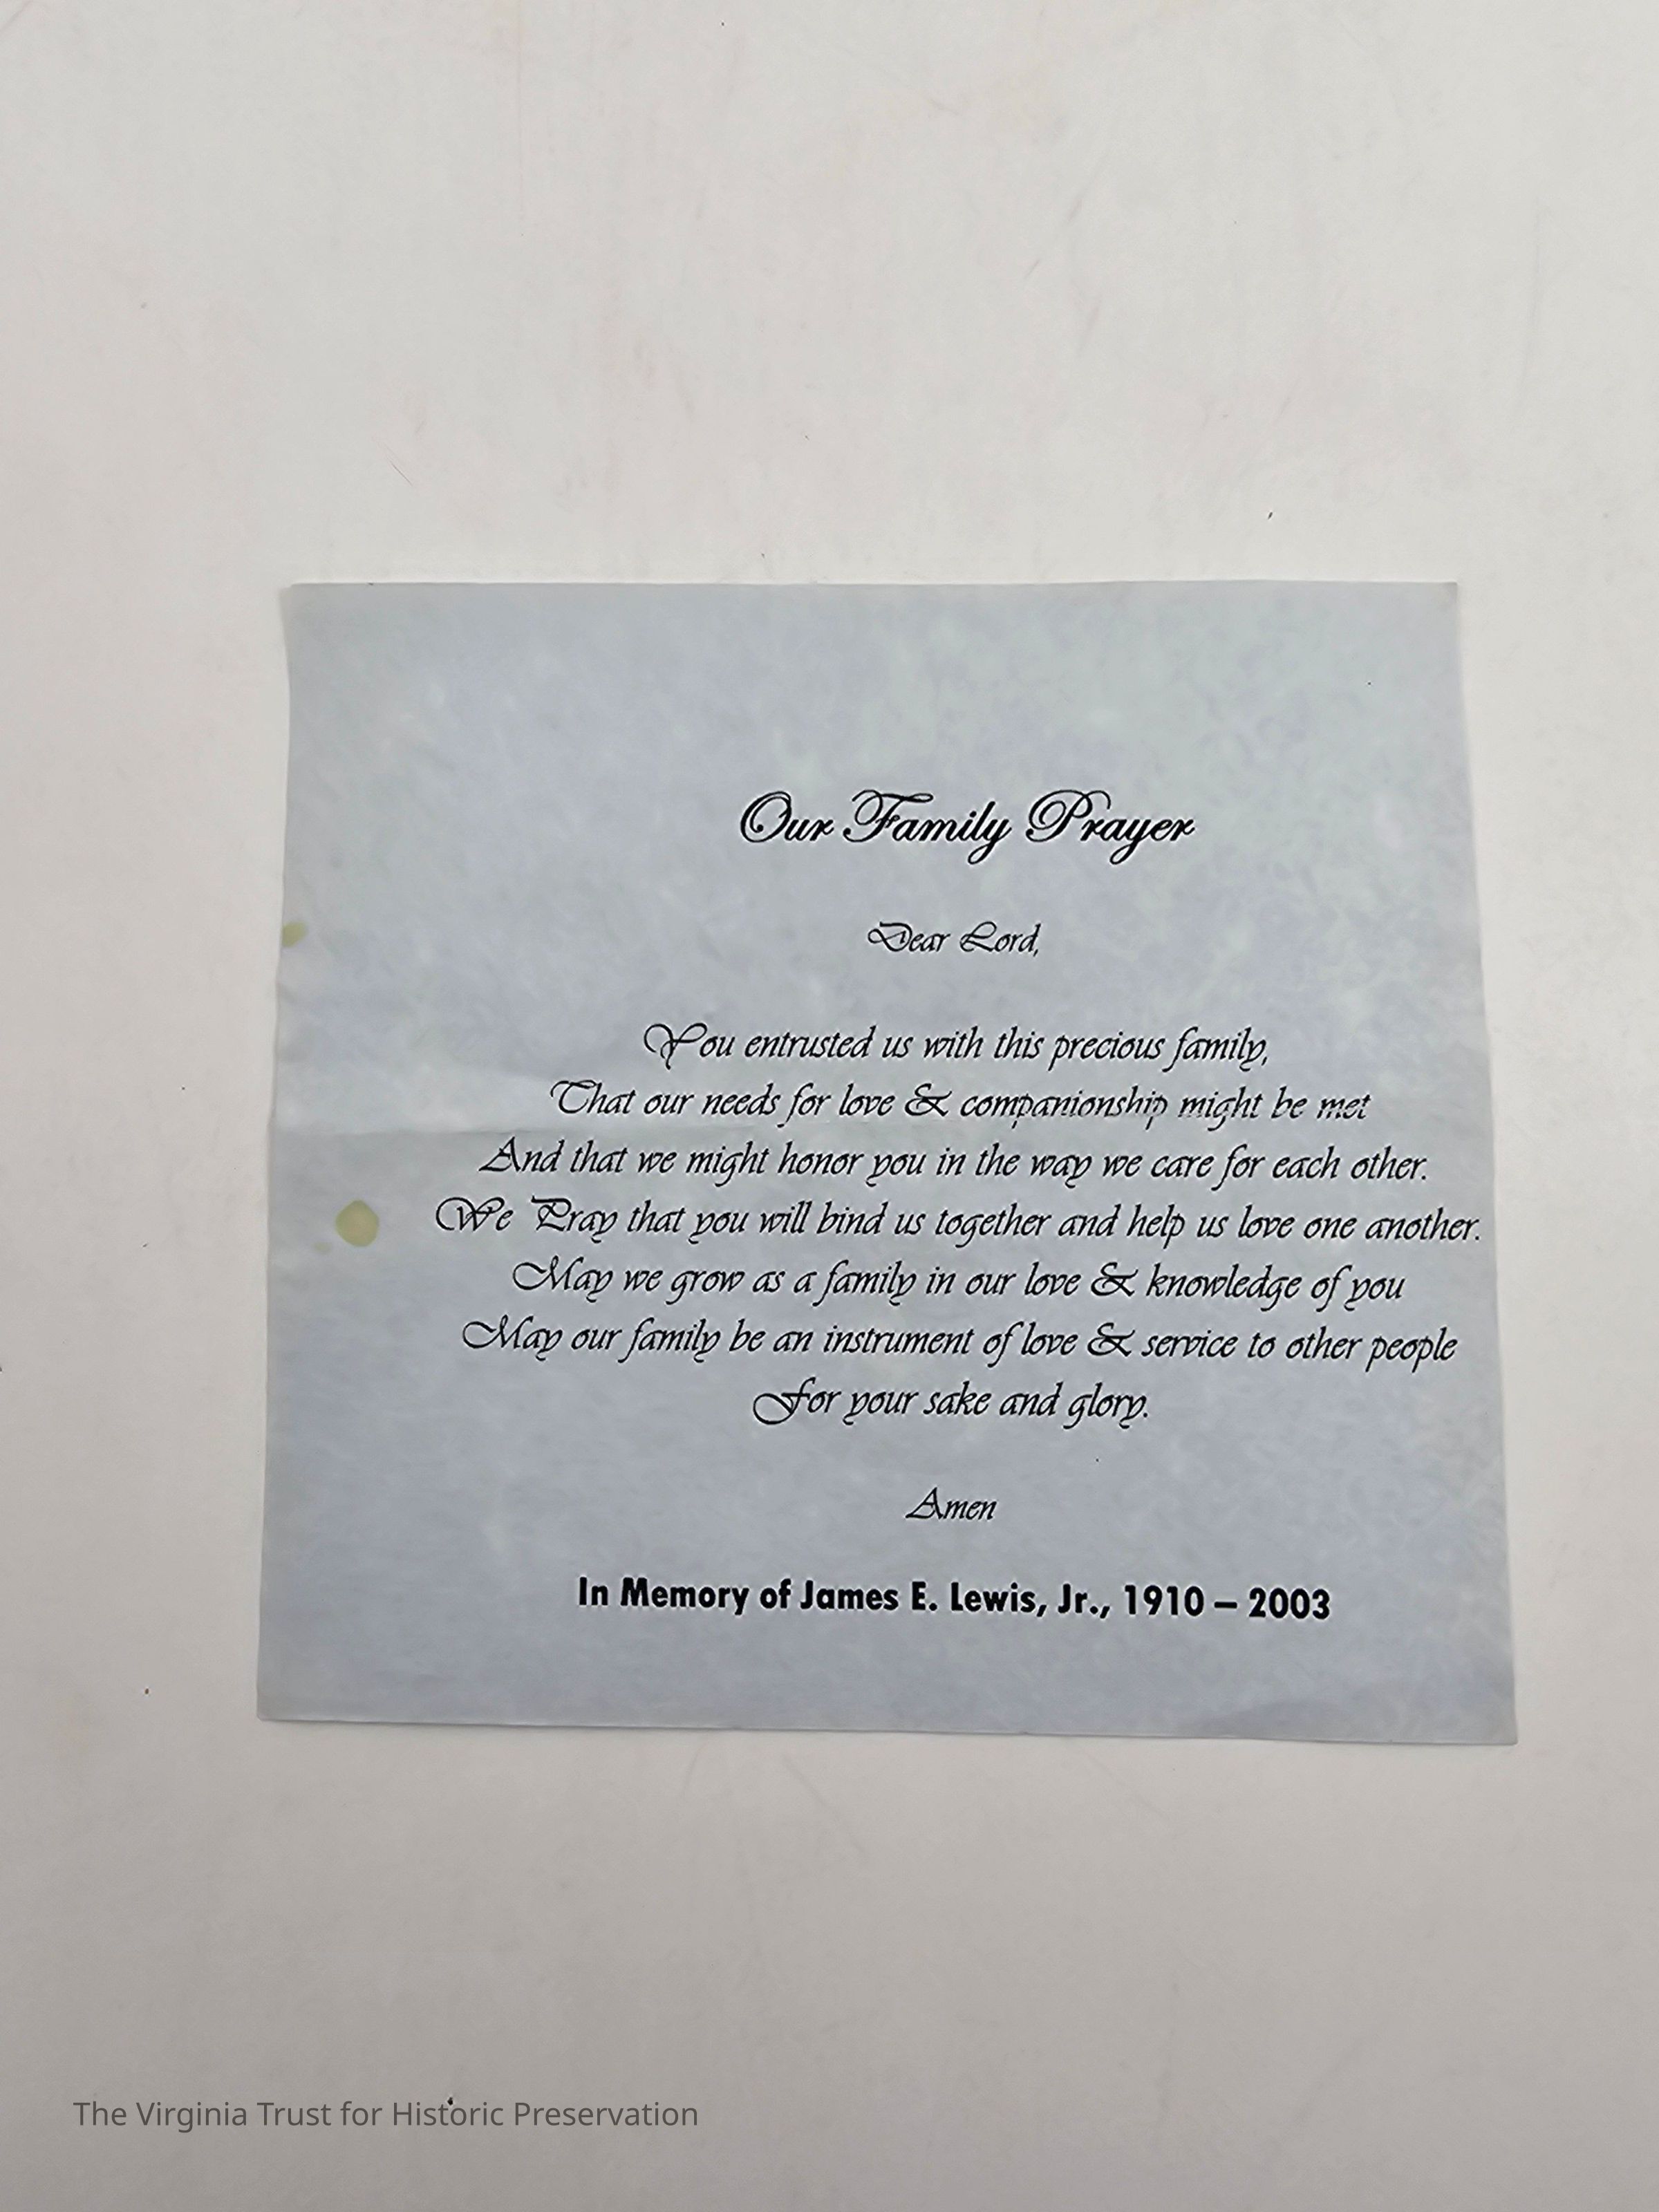 Our Family Prayer
Dear Lord,
You entrusted us with this precious family,
That our needs for love & companionship might be met
And that we might honor you in the way we care for each other.
We Pray that you will bind us together and help us love one another.
May we grow as a family in our love & knowledge of you
May our family be an instrument of love & service to other people
For your sake and glory.
Amen
In Memory of James E. Lewis, Jr., 1910 – 2003
The Virginia Trust for Historic Preservation